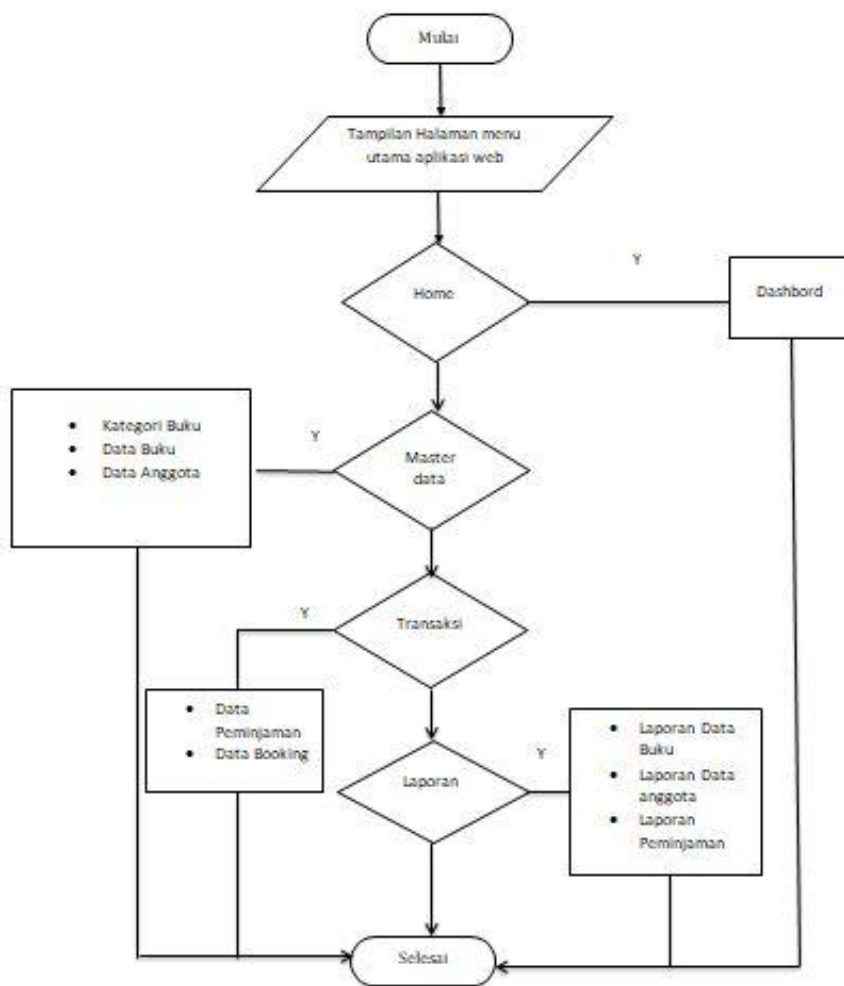 Mulai
Tampilan Halaman menu
utama aplikasi web
Home
Y
Dashbord
• Kategori Buku
• Data Buku
• Data Anggota
Y
Master
data
Y
Transaksi
• Data
Peminjaman
• Data Booking
Laporan
Y
• Laporan Data
Buku
• Laporan Data
anggota
• Laporan
Peminjaman
Selesai